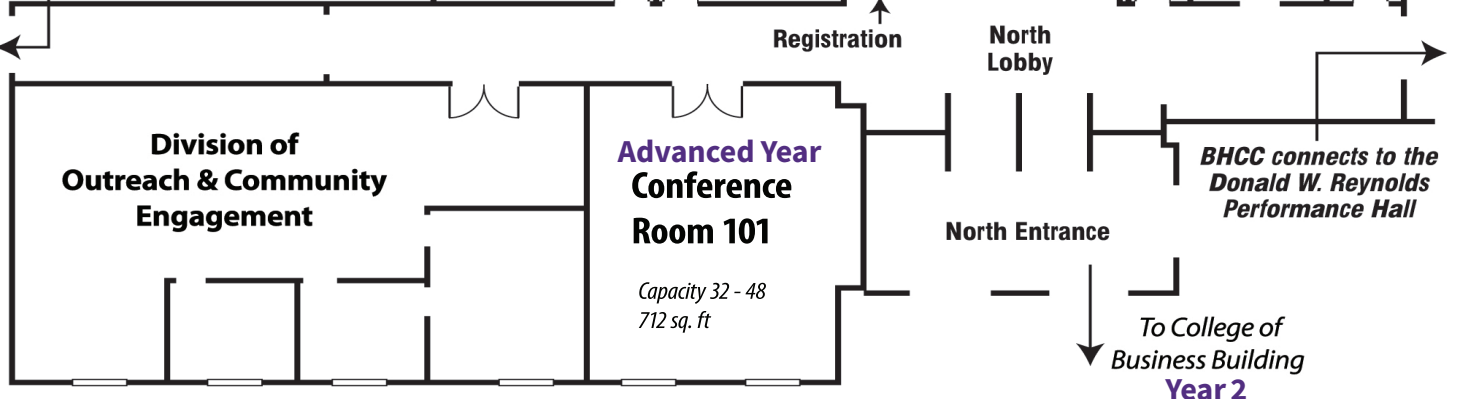 Registration
North
Lobby
Division of
Outreach & Community
Engagement
Advanced Year
Conference
Room 101
Capacity 32 - 48
712 sq. ft
BHCC connects to the
Donald W. Reynolds
Performance Hall
North Entrance
To College of
Business Building
Year 2